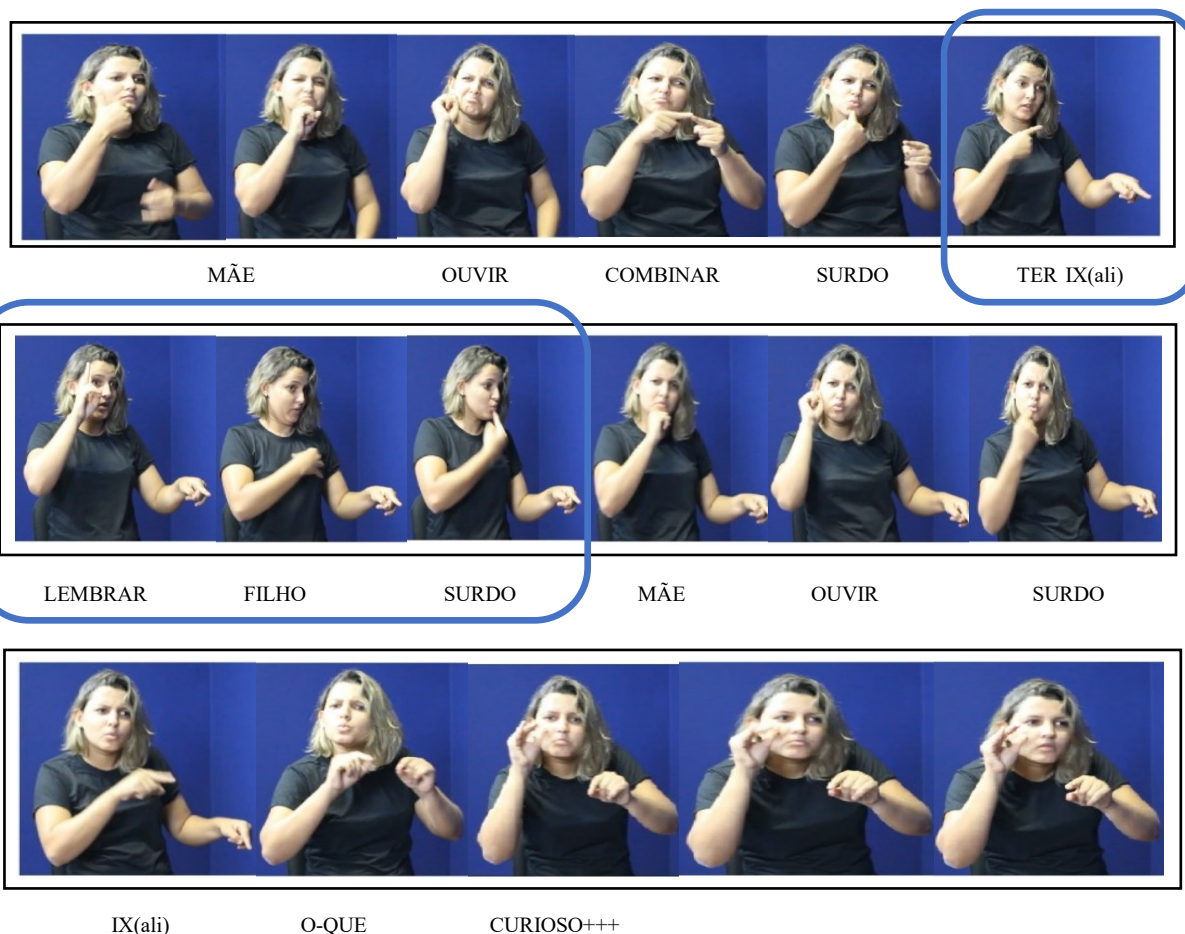 MÃE OUVIR COMBINAR SURDO TER IX(ali)
LEMBRAR FILHO SURDO MÃE OUVIR SURDO
IX(ali) O-QUE CURIOSO+++